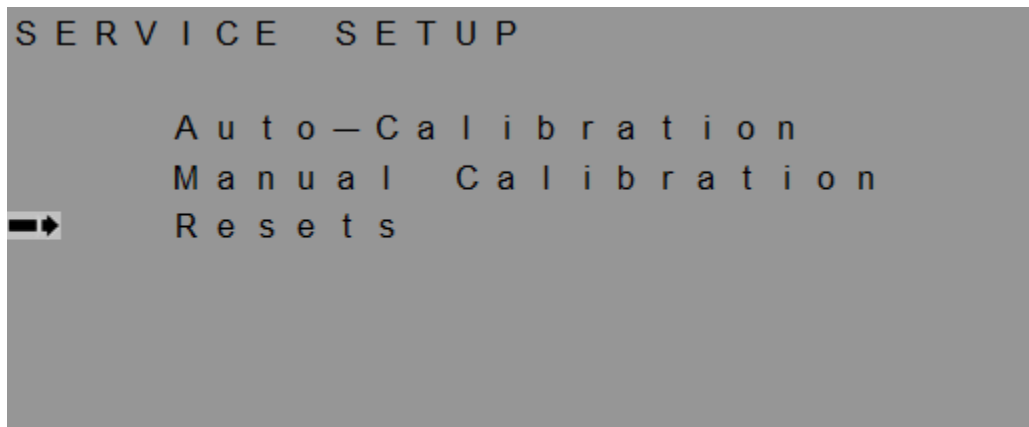 SERVICE SETUP
Auto—Calibration
Manual Calibration
Resets